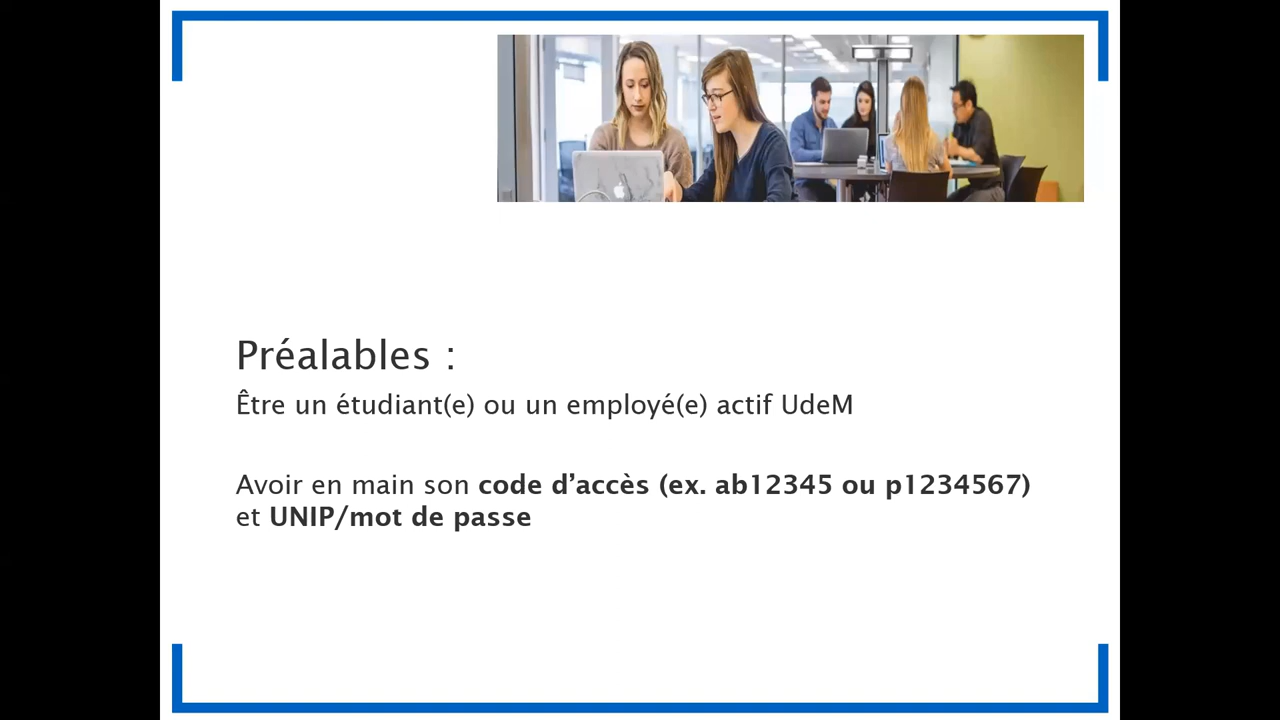 Préalables :
Être un étudiant(e) ou un employé(e) actif UdeM
Avoir en main son code d’accès (ex. ab12345 ou p1234567)
et UNIP/mot de passe